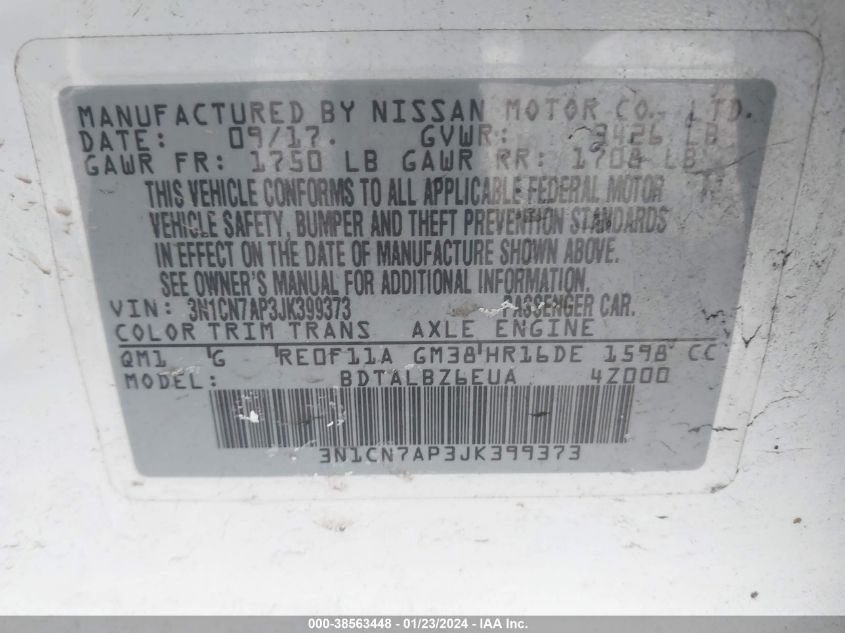 MANUFACTURED BY NISSAN MOTOR CO., LTD.
DATE: 09/17. GVWR: 3426 LB
GAWR FR: 1750 LB GAWR RR: 1708 LB
THIS VEHICLE CONFORMS TO ALL APPLICABLE FEDERAL MOTOR
VEHICLE SAFETY, BUMPER AND THEFT PREVENTION STANDARDS
IN EFFECT ON THE DATE OF MANUFACTURE SHOWN ABOVE.
SEE OWNER'S MANUAL FOR ADDITIONAL INFORMATION.
VIN: 3N1CN7AP3JK399373 PASSENGER CAR.
COLOR TRIM TRANS AXLE ENGINE
QM1 G RE0F11A GM38 HR16DE 1598 CC
MODEL: BDTALBZ6EUA 4Z000
3N1CN7AP3JK399373
000-38563448 - 01/23/2024 - IAA Inc.